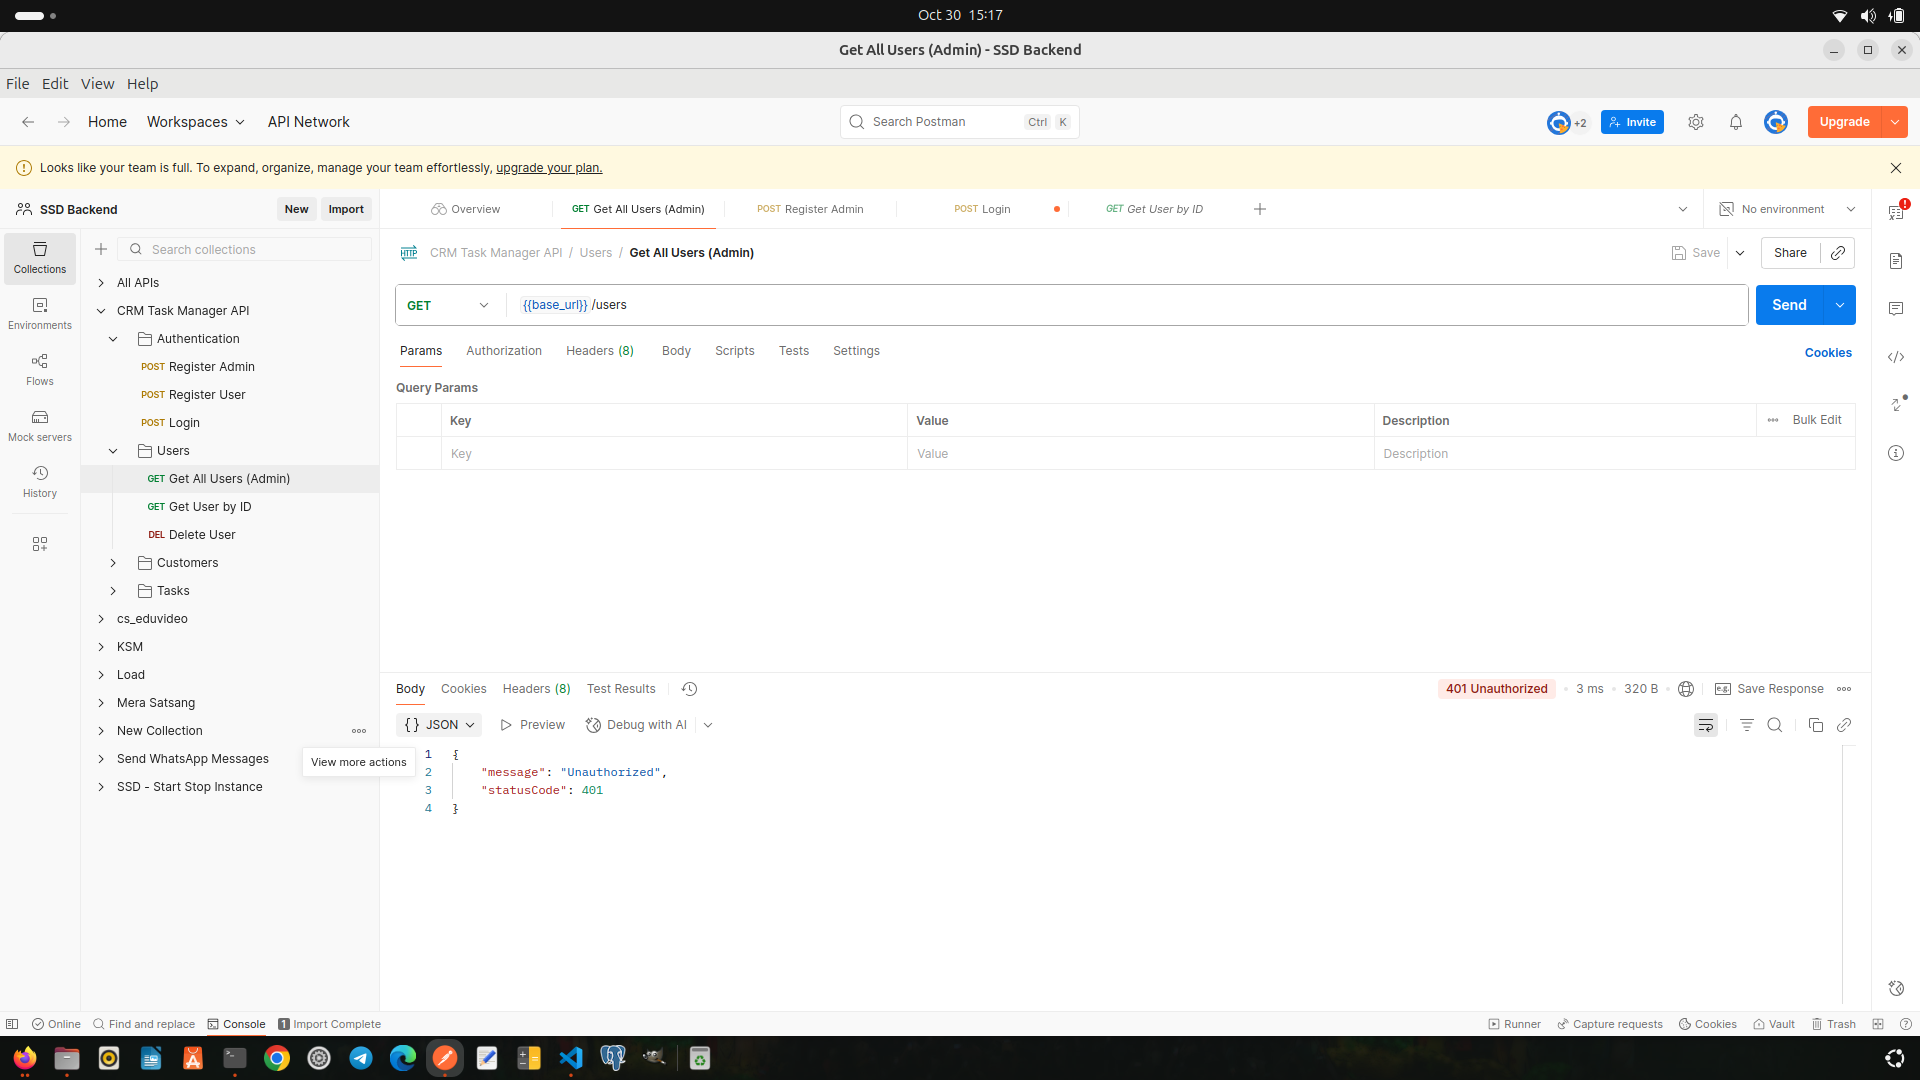 Oct 30 15:17
Get All Users (Admin) - SSD Backend
File Edit View Help
Home Workspaces API Network Search Postman Ctrl K +2 Invite Upgrade
Looks like your team is full. To expand, organize, manage your team effortlessly, upgrade your plan.
SSD Backend New Import
Overview GET Get All Users (Admin) POST Register Admin POST Login GET Get User by ID No environment
Collections
Environments
Flows
Mock servers
History
Search collections
All APIs
CRM Task Manager API
Authentication
POST Register Admin
POST Register User
POST Login
Users
GET Get All Users (Admin)
GET Get User by ID
DEL Delete User
Customers
Tasks
cs_eduvideo
KSM
Load
Mera Satsang
New Collection
Send WhatsApp Messages
SSD - Start Stop Instance
View more actions
HTTP CRM Task Manager API / Users / Get All Users (Admin) Save Share
GET {{base_url}} /users Send
Params Authorization Headers (8) Body Scripts Tests Settings Cookies
Query Params
Key Value Description Bulk Edit
Key Value Description
Body Cookies Headers (8) Test Results 401 Unauthorized 3 ms 320 B e.g. Save Response
{} JSON Preview Debug with AI
1 {
2 "message": "Unauthorized",
3 "statusCode": 401
4 }
Online Find and replace Console 1 Import Complete Runner Capture requests Cookies Vault Trash